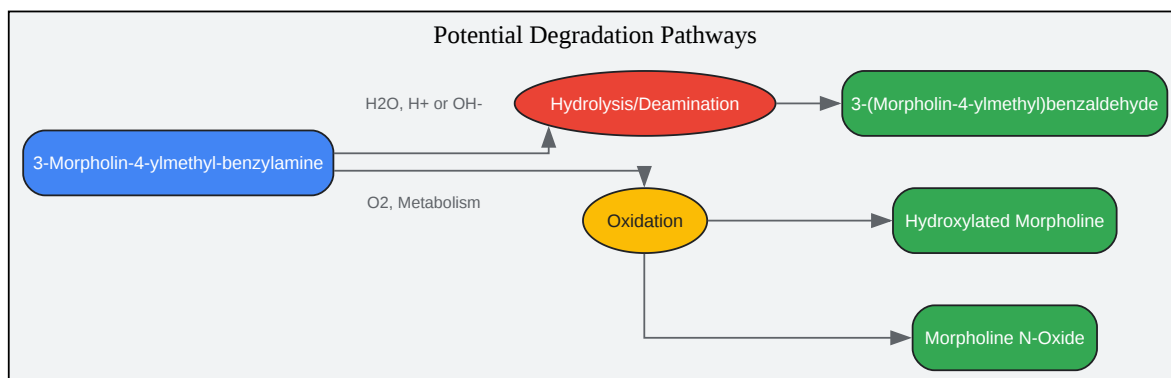 Potential Degradation Pathways
H2O, H+ or OH-
Hydrolysis/Deamination
3-(Morpholin-4-ylmethyl)benzaldehyde
3-Morpholin-4-ylmethyl-benzylamine
O2, Metabolism
Oxidation
Hydroxylated Morpholine
Morpholine N-Oxide